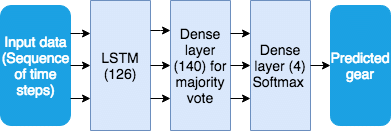 Input data
(Sequence
of time
steps)
LSTM
(126)
Dense
layer
(140) for
majority
vote
Dense
layer (4)
Softmax
Predicted
gear